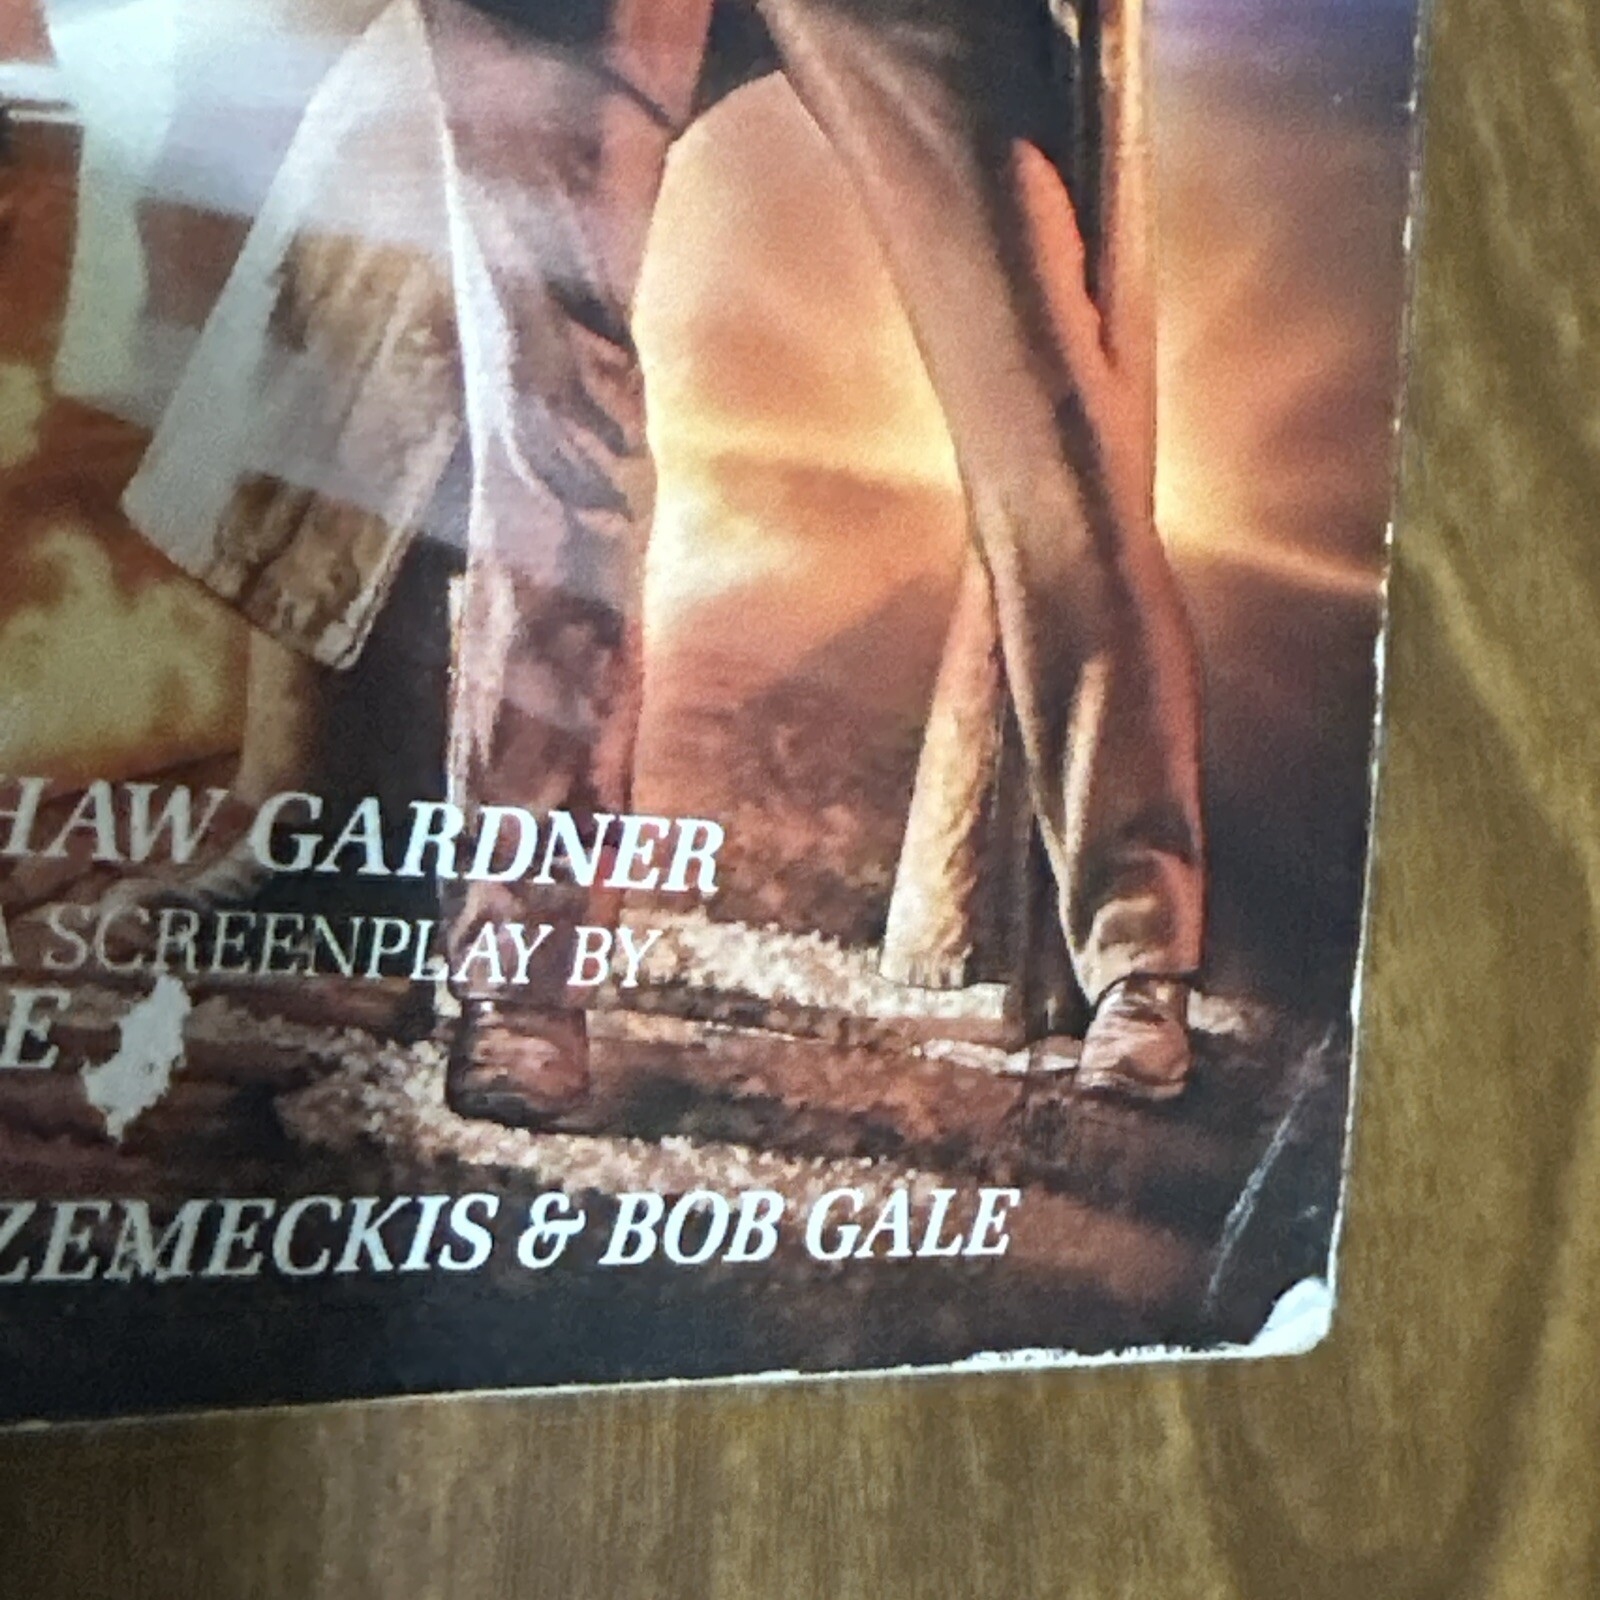 HAW GARDNER
A SCREENPLAY BY
E
ZEMECKIS & BOB GALE